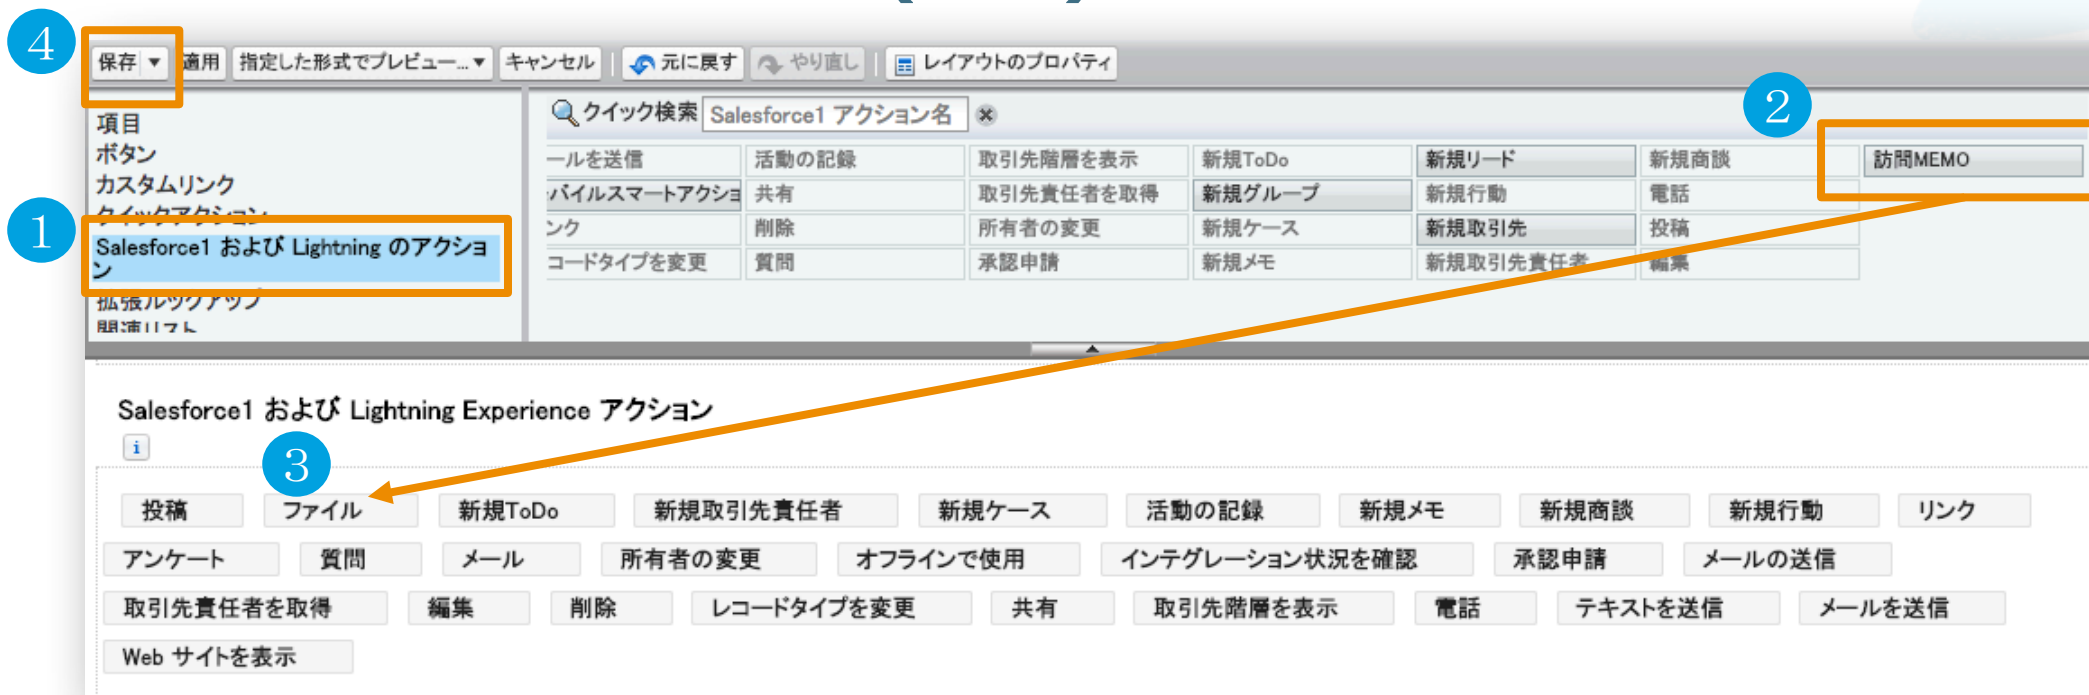 4
保存 ▼ 適用 指定した形式でプレビュー...▼ キャンセル 元に戻す やり直し レイアウトのプロパティ
項目
ボタン
カスタムリンク
クイックアクション
1
Salesforce1 および Lightning のアクショ
ン
拡張ルックアップ
関連リスト
クイック検索 Salesforce1 アクション名
2
ールを送信 活動の記録 取引先階層を表示 新規ToDo 新規リード 新規商談 訪問MEMO
バイルスマートアクショ 共有 取引先責任者を取得 新規グループ 新規行動 電話
ンク 削除 所有者の変更 新規ケース 新規取引先 投稿
コードタイプを変更 質問 承認申請 新規メモ 新規取引先責任者 編集
Salesforce1 および Lightning Experience アクション
i
3
投稿 ファイル 新規ToDo 新規取引先責任者 新規ケース 活動の記録 新規メモ 新規商談 新規行動 リンク
アンケート 質問 メール 所有者の変更 オフラインで使用 インテグレーション状況を確認 承認申請 メールの送信
取引先責任者を取得 編集 削除 レコードタイプを変更 共有 取引先階層を表示 電話 テキストを送信 メールを送信
Web サイトを表示